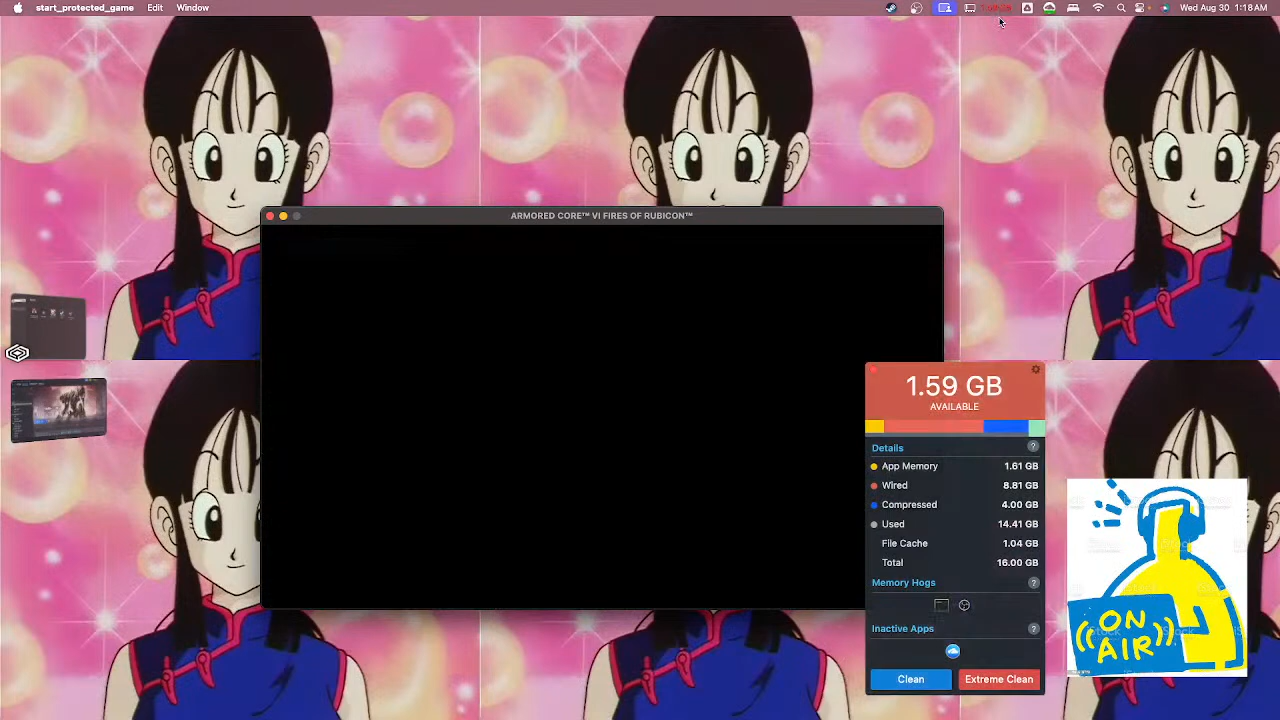 start_protected_game Edit Window Wed Aug 30 1:18 AM
ARMORED CORE™ VI FIRES OF RUBICON™
1.59 GB
AVAILABLE
Details ?
App Memory 1.61 GB
Wired 8.81 GB
Compressed 4.00 GB
Used 14.41 GB
File Cache 1.04 GB
Total 16.00 GB
Memory Hogs ?
Inactive Apps ?
Clean Extreme Clean
ON
AIR